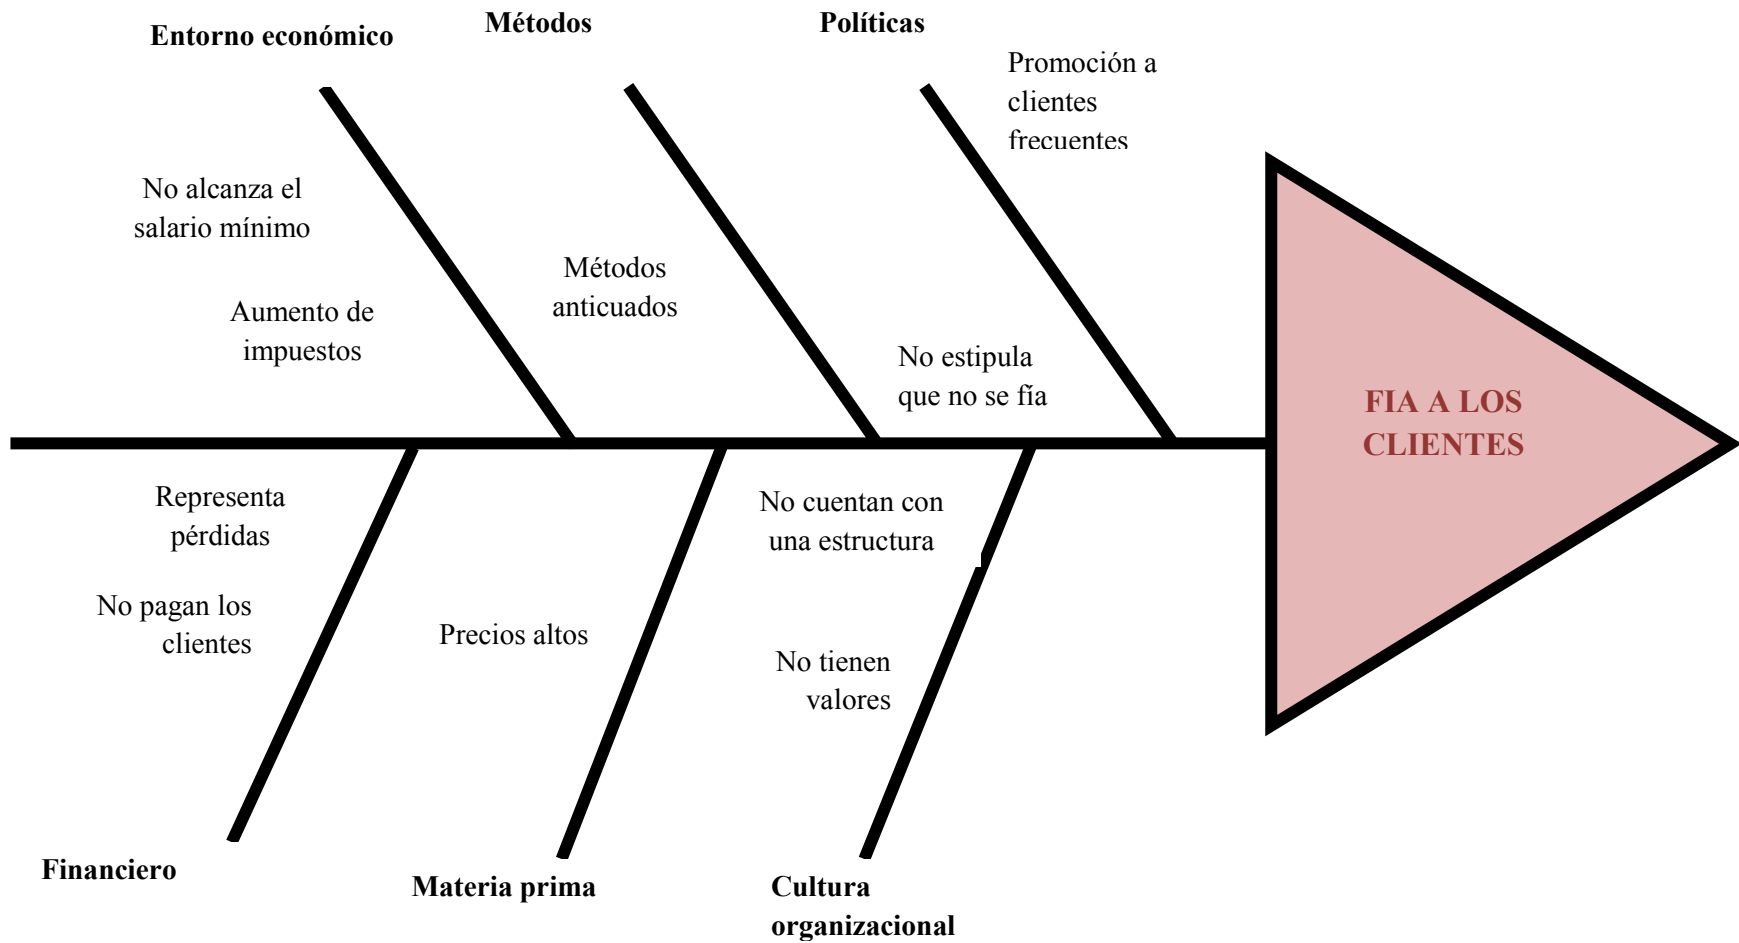 Entorno económico
Métodos
Políticas
Promoción a
clientes
frecuentes
No alcanza el
salario mínimo
Aumento de
impuestos
Métodos
anticuados
No estipula
que no se fía
FIA A LOS
CLIENTES
Representa
pérdidas
No pagan los
clientes
Precios altos
No cuentan con
una estructura
No tienen
valores
Financiero
Materia prima
Cultura
organizacional